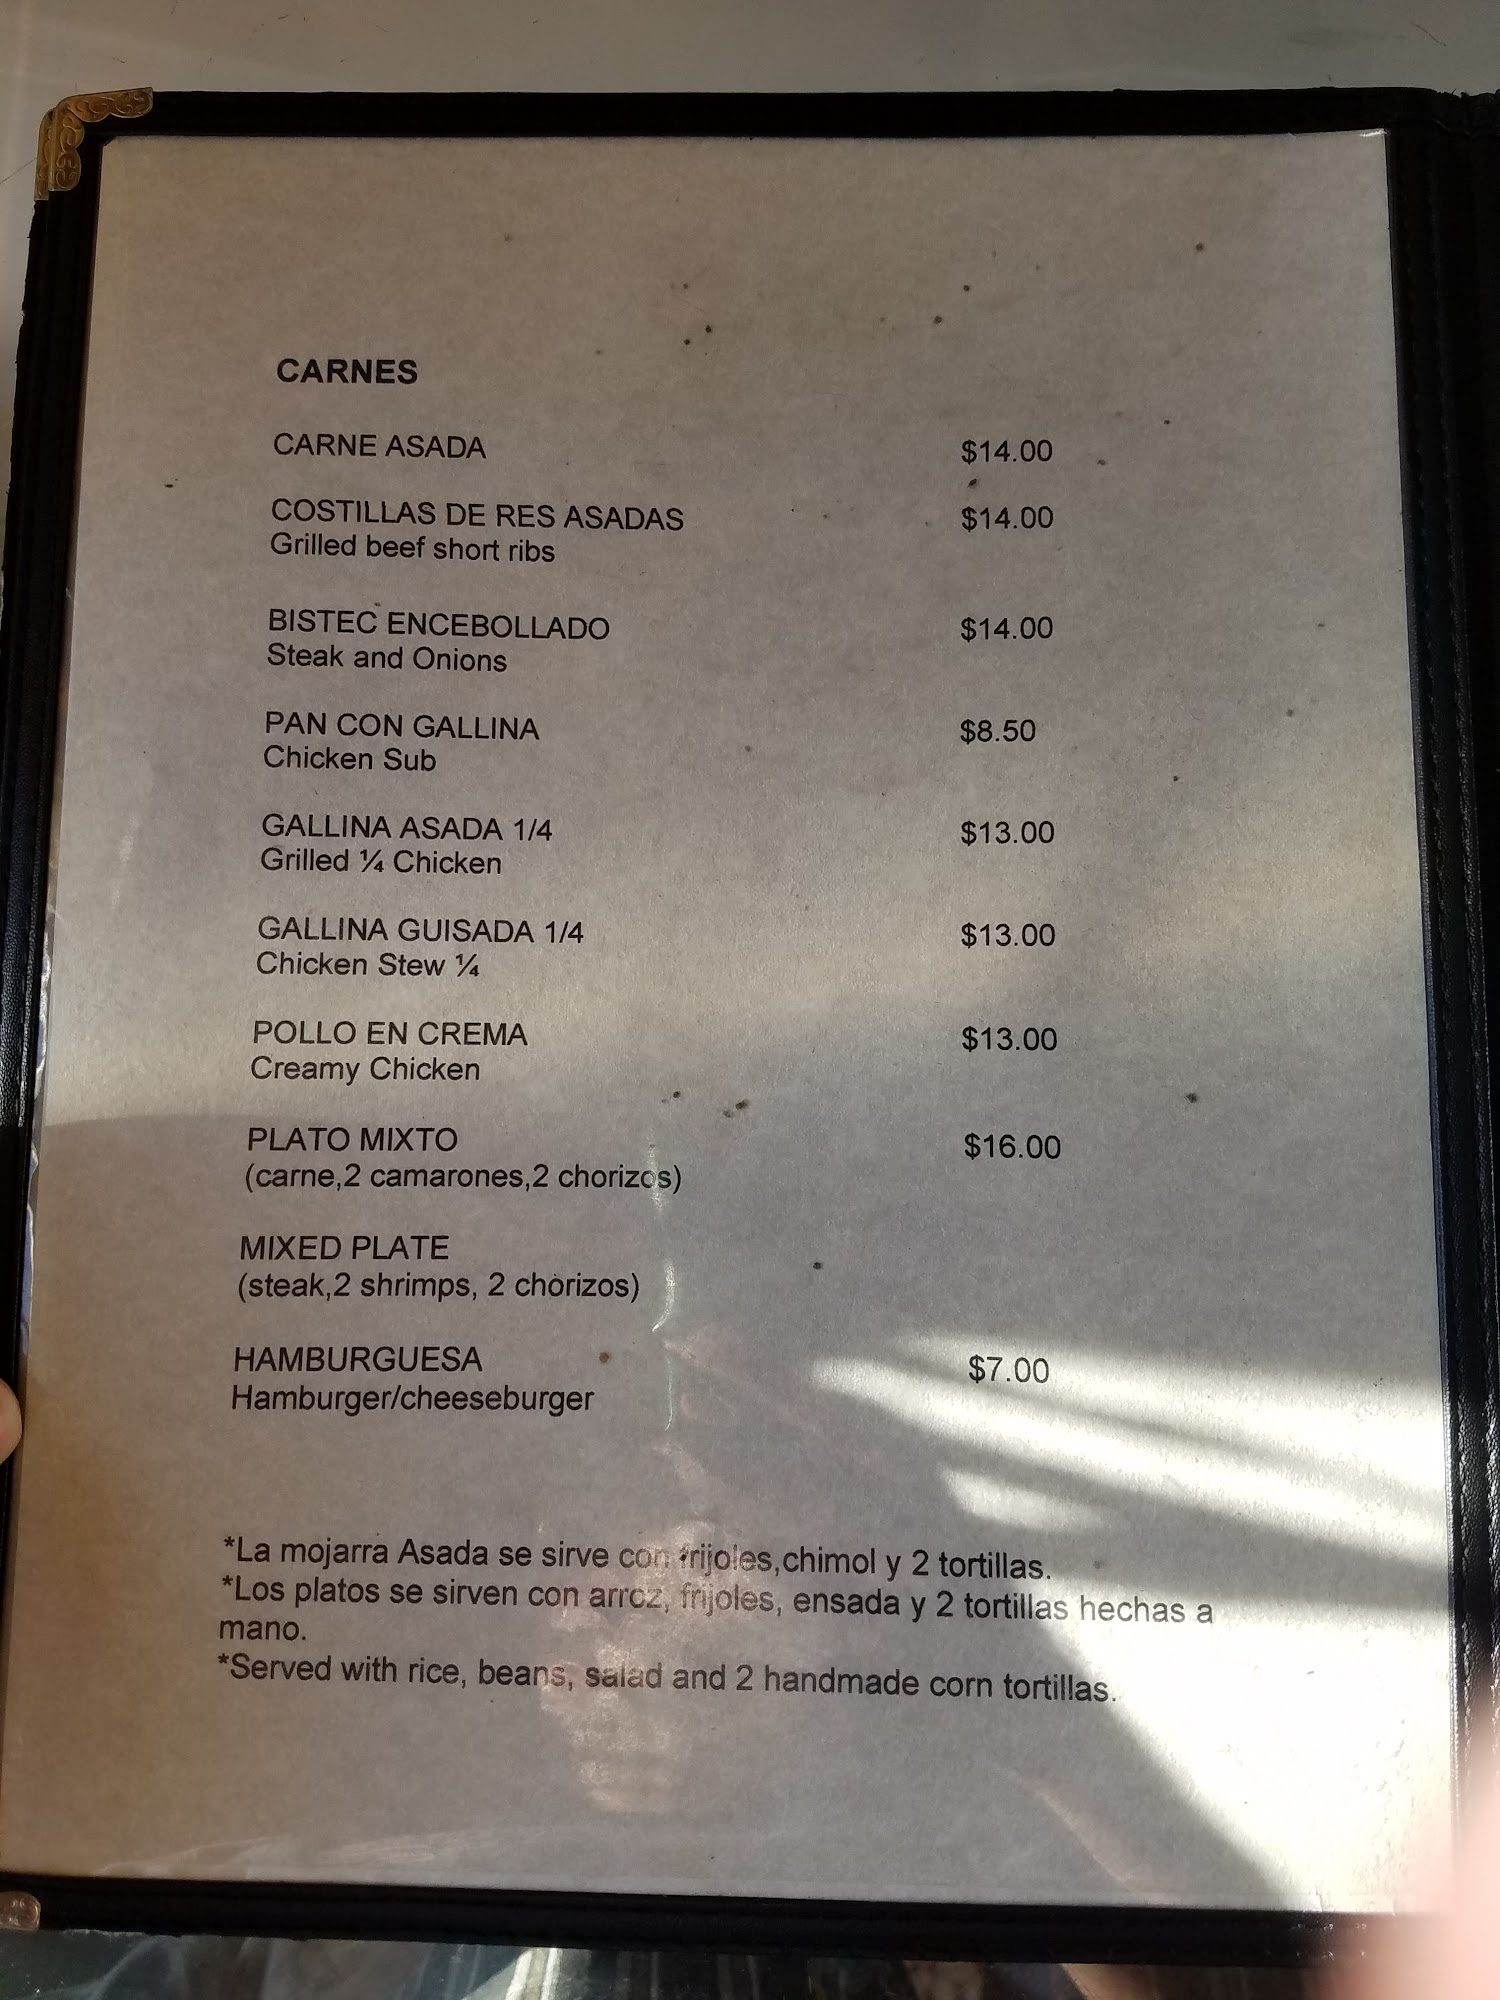 CARNES
CARNE ASADA $14.00
COSTILLAS DE RES ASADAS $14.00
Grilled beef short ribs
BISTEC ENCEBOLLADO $14.00
Steak and Onions
PAN CON GALLINA $8.50
Chicken Sub
GALLINA ASADA 1/4 $13.00
Grilled ¼ Chicken
GALLINA GUISADA 1/4 $13.00
Chicken Stew ¼
POLLO EN CREMA $13.00
Creamy Chicken
PLATO MIXTO $16.00
(carne,2 camarones,2 chorizos)
MIXED PLATE
(steak,2 shrimps, 2 chorizos)
HAMBURGUESA $7.00
Hamburger/cheeseburger
*La mojarra Asada se sirve con frijoles,chimol y 2 tortillas.
*Los platos se sirven con arroz, frijoles, ensada y 2 tortillas hechas a
mano.
*Served with rice, beans, salad and 2 handmade corn tortillas.